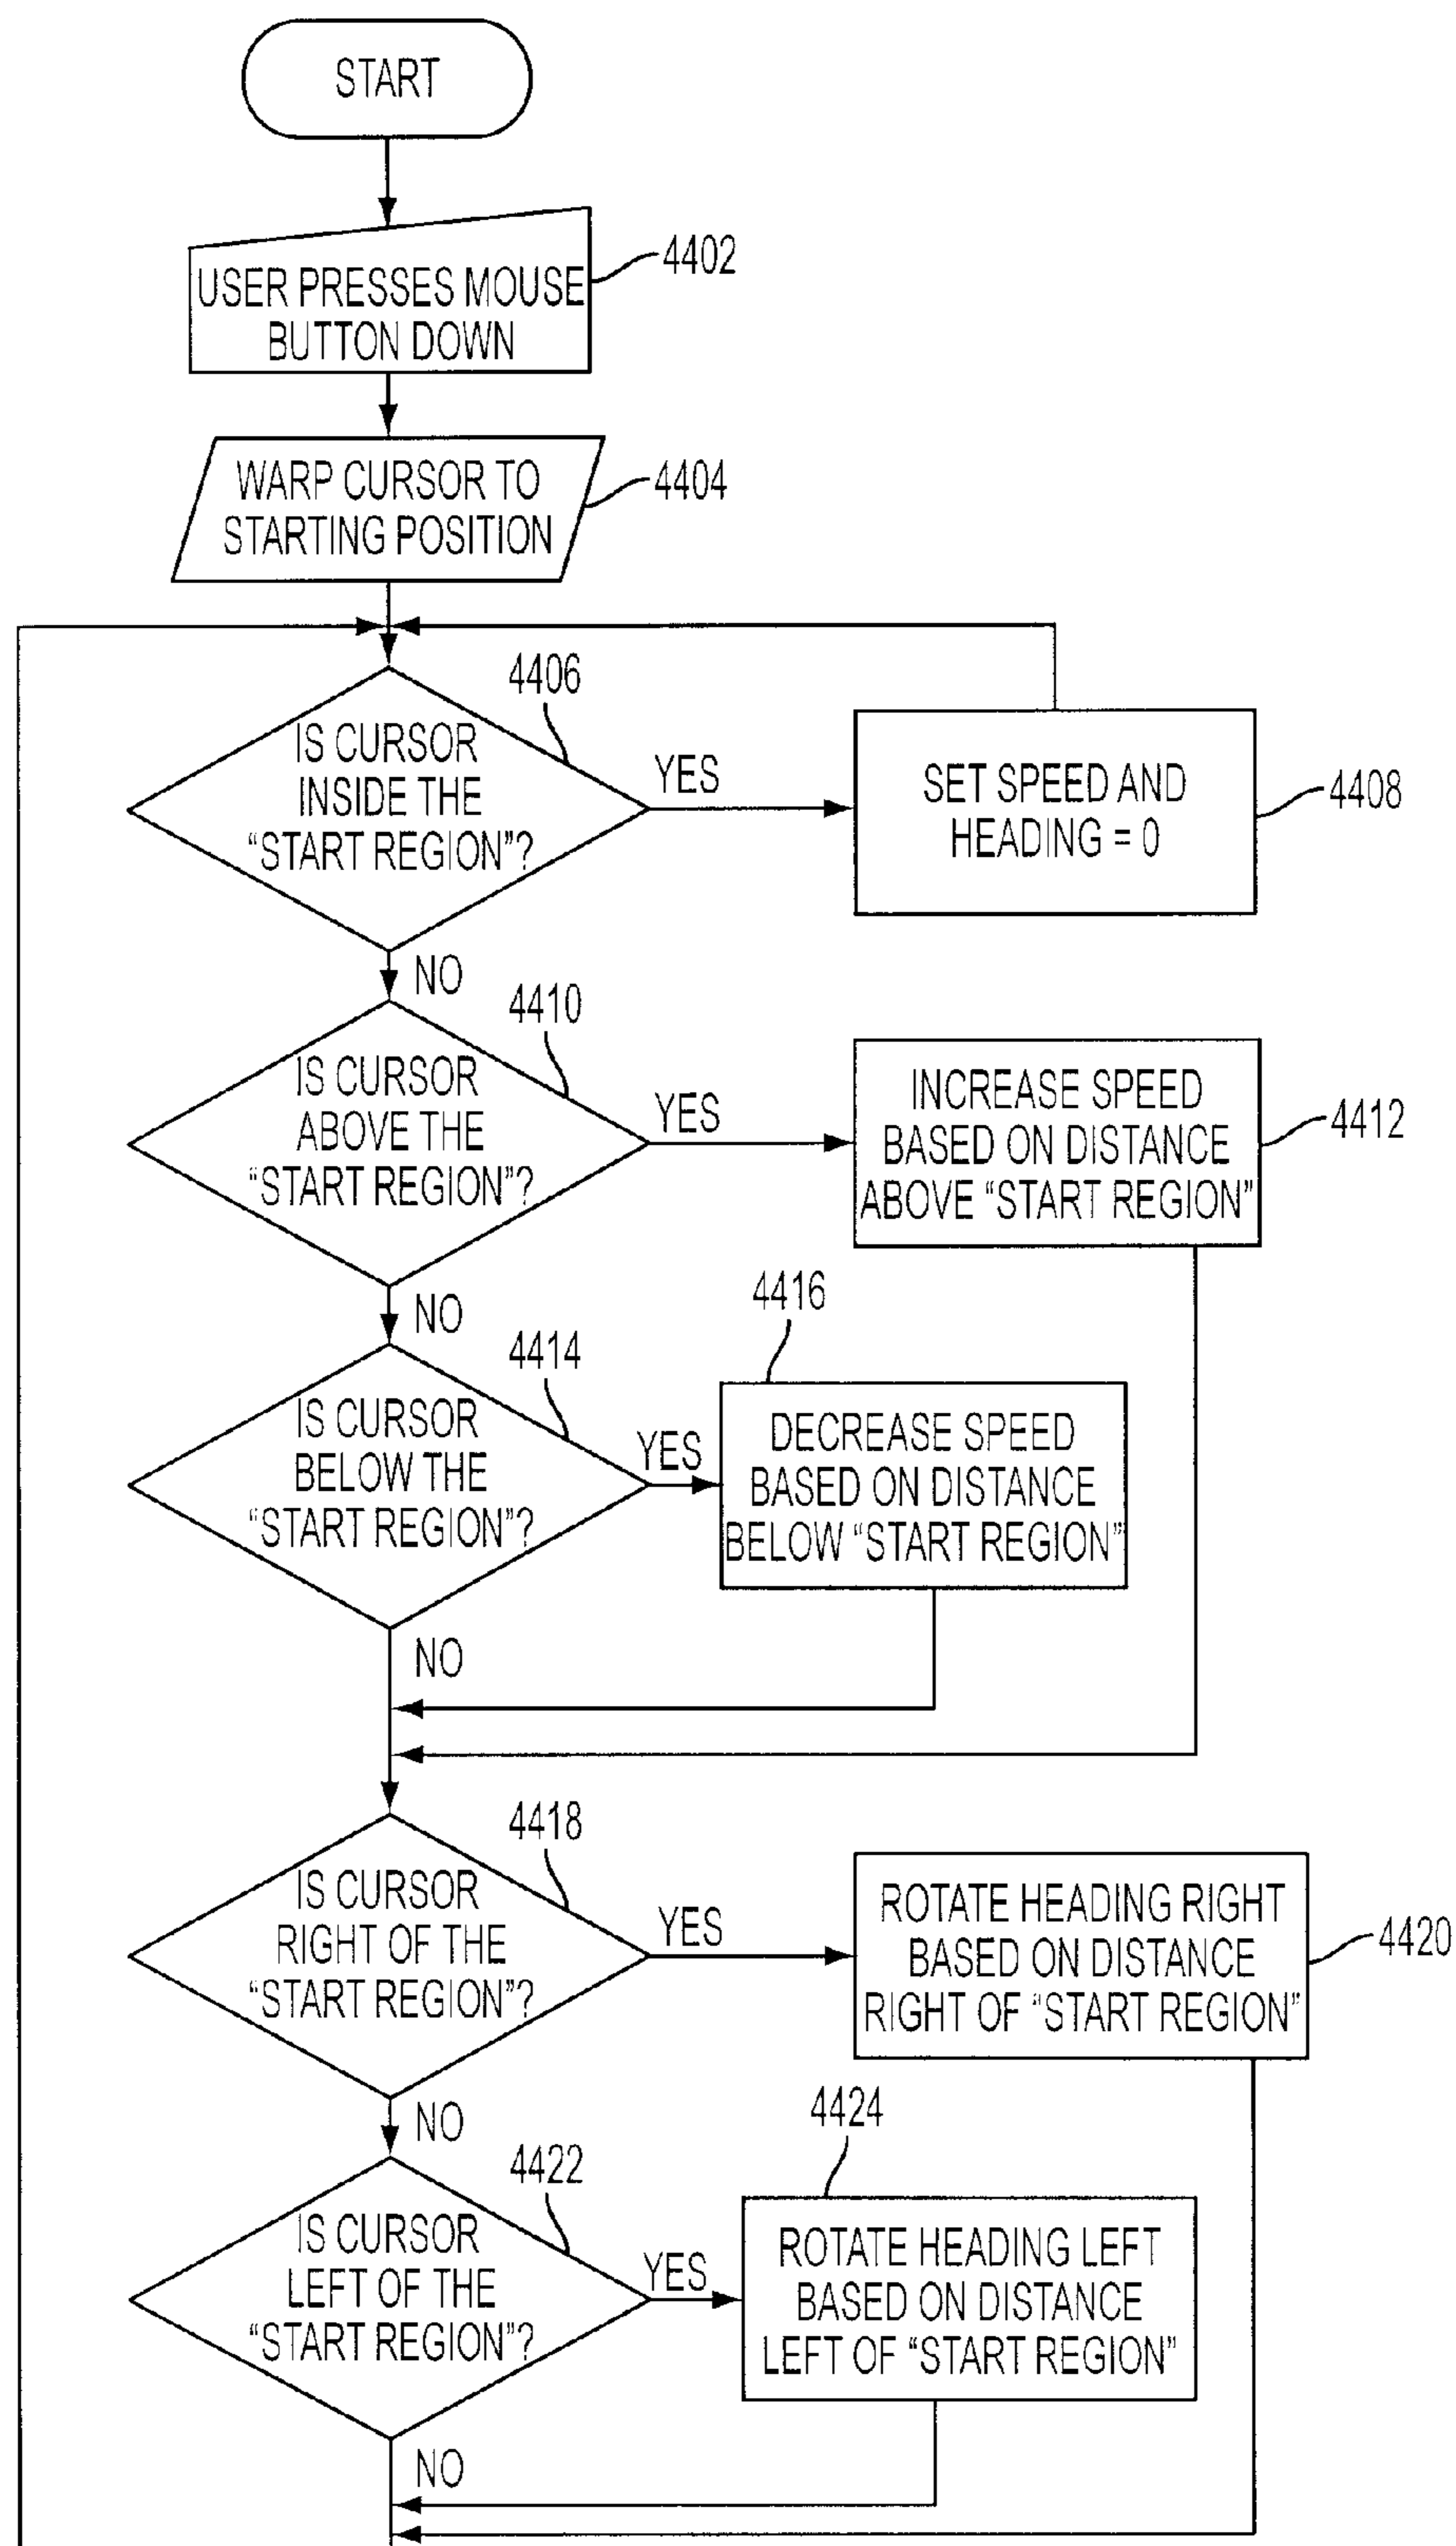 START
USER PRESSES MOUSE
BUTTON DOWN
4402
WARP CURSOR TO
STARTING POSITION
4404
4406
IS CURSOR
INSIDE THE
“START REGION”?
YES
SET SPEED AND
HEADING = 0
4408
NO
4410
IS CURSOR
ABOVE THE
“START REGION”?
YES
INCREASE SPEED
BASED ON DISTANCE
ABOVE “START REGION”
4412
NO
4414
IS CURSOR
BELOW THE
“START REGION”?
YES
4416
DECREASE SPEED
BASED ON DISTANCE
BELOW “START REGION”
NO
4418
IS CURSOR
RIGHT OF THE
“START REGION”?
YES
ROTATE HEADING RIGHT
BASED ON DISTANCE
RIGHT OF “START REGION”
4420
NO
4422
IS CURSOR
LEFT OF THE
“START REGION”?
YES
4424
ROTATE HEADING LEFT
BASED ON DISTANCE
LEFT OF “START REGION”
NO